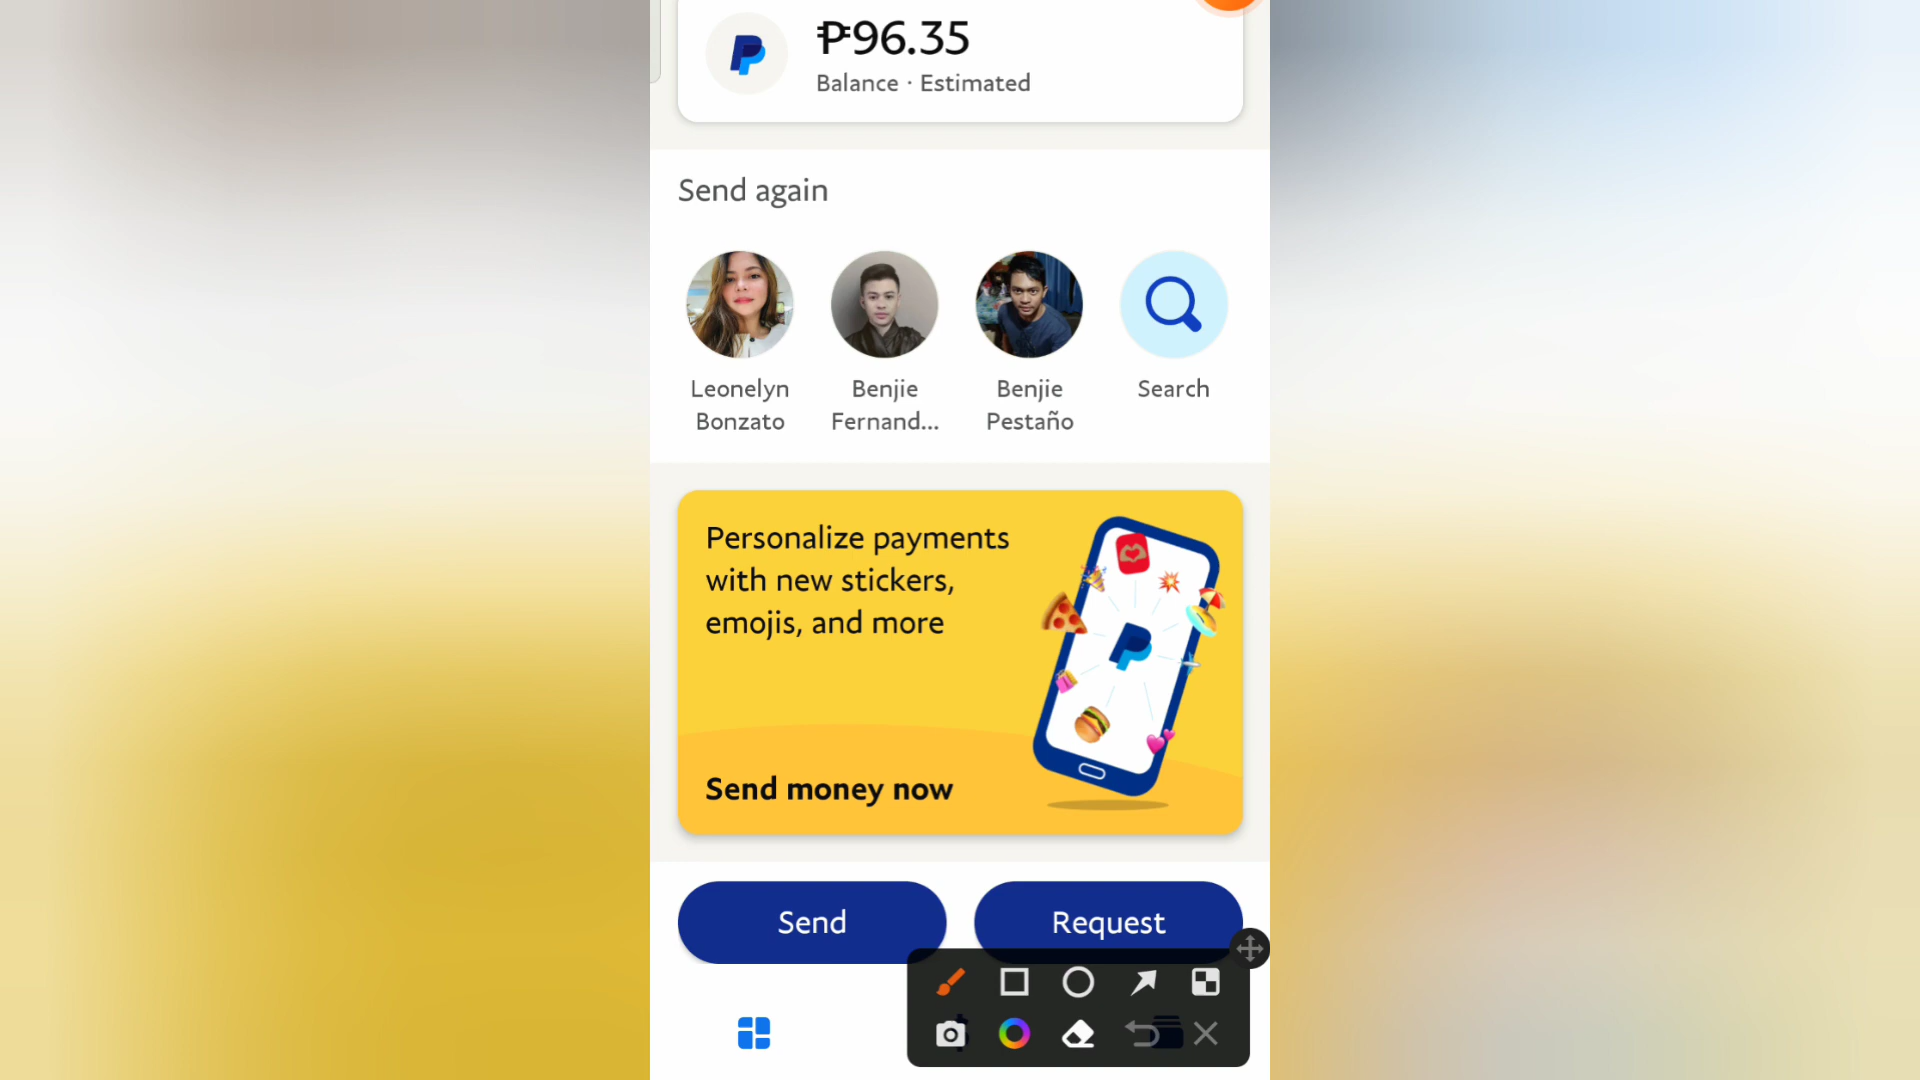 ₱96.35
Balance · Estimated
Send again
Leonelyn
Bonzato
Benjie
Fernand...
Benjie
Pestaño
Search
Personalize payments
with new stickers,
emojis, and more
Send money now
Send
Request